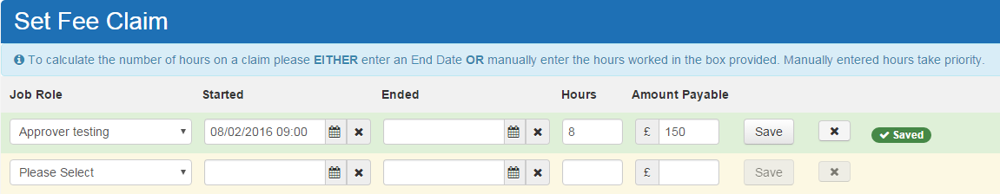 Set Fee Claim
To calculate the number of hours on a claim please EITHER enter an End Date OR manually enter the hours worked in the box provided. Manually entered hours take priority.
Job Role Started Ended Hours Amount Payable
Approver testing 08/02/2016 09:00 8 £ 150 Save Saved
Please Select £ Save